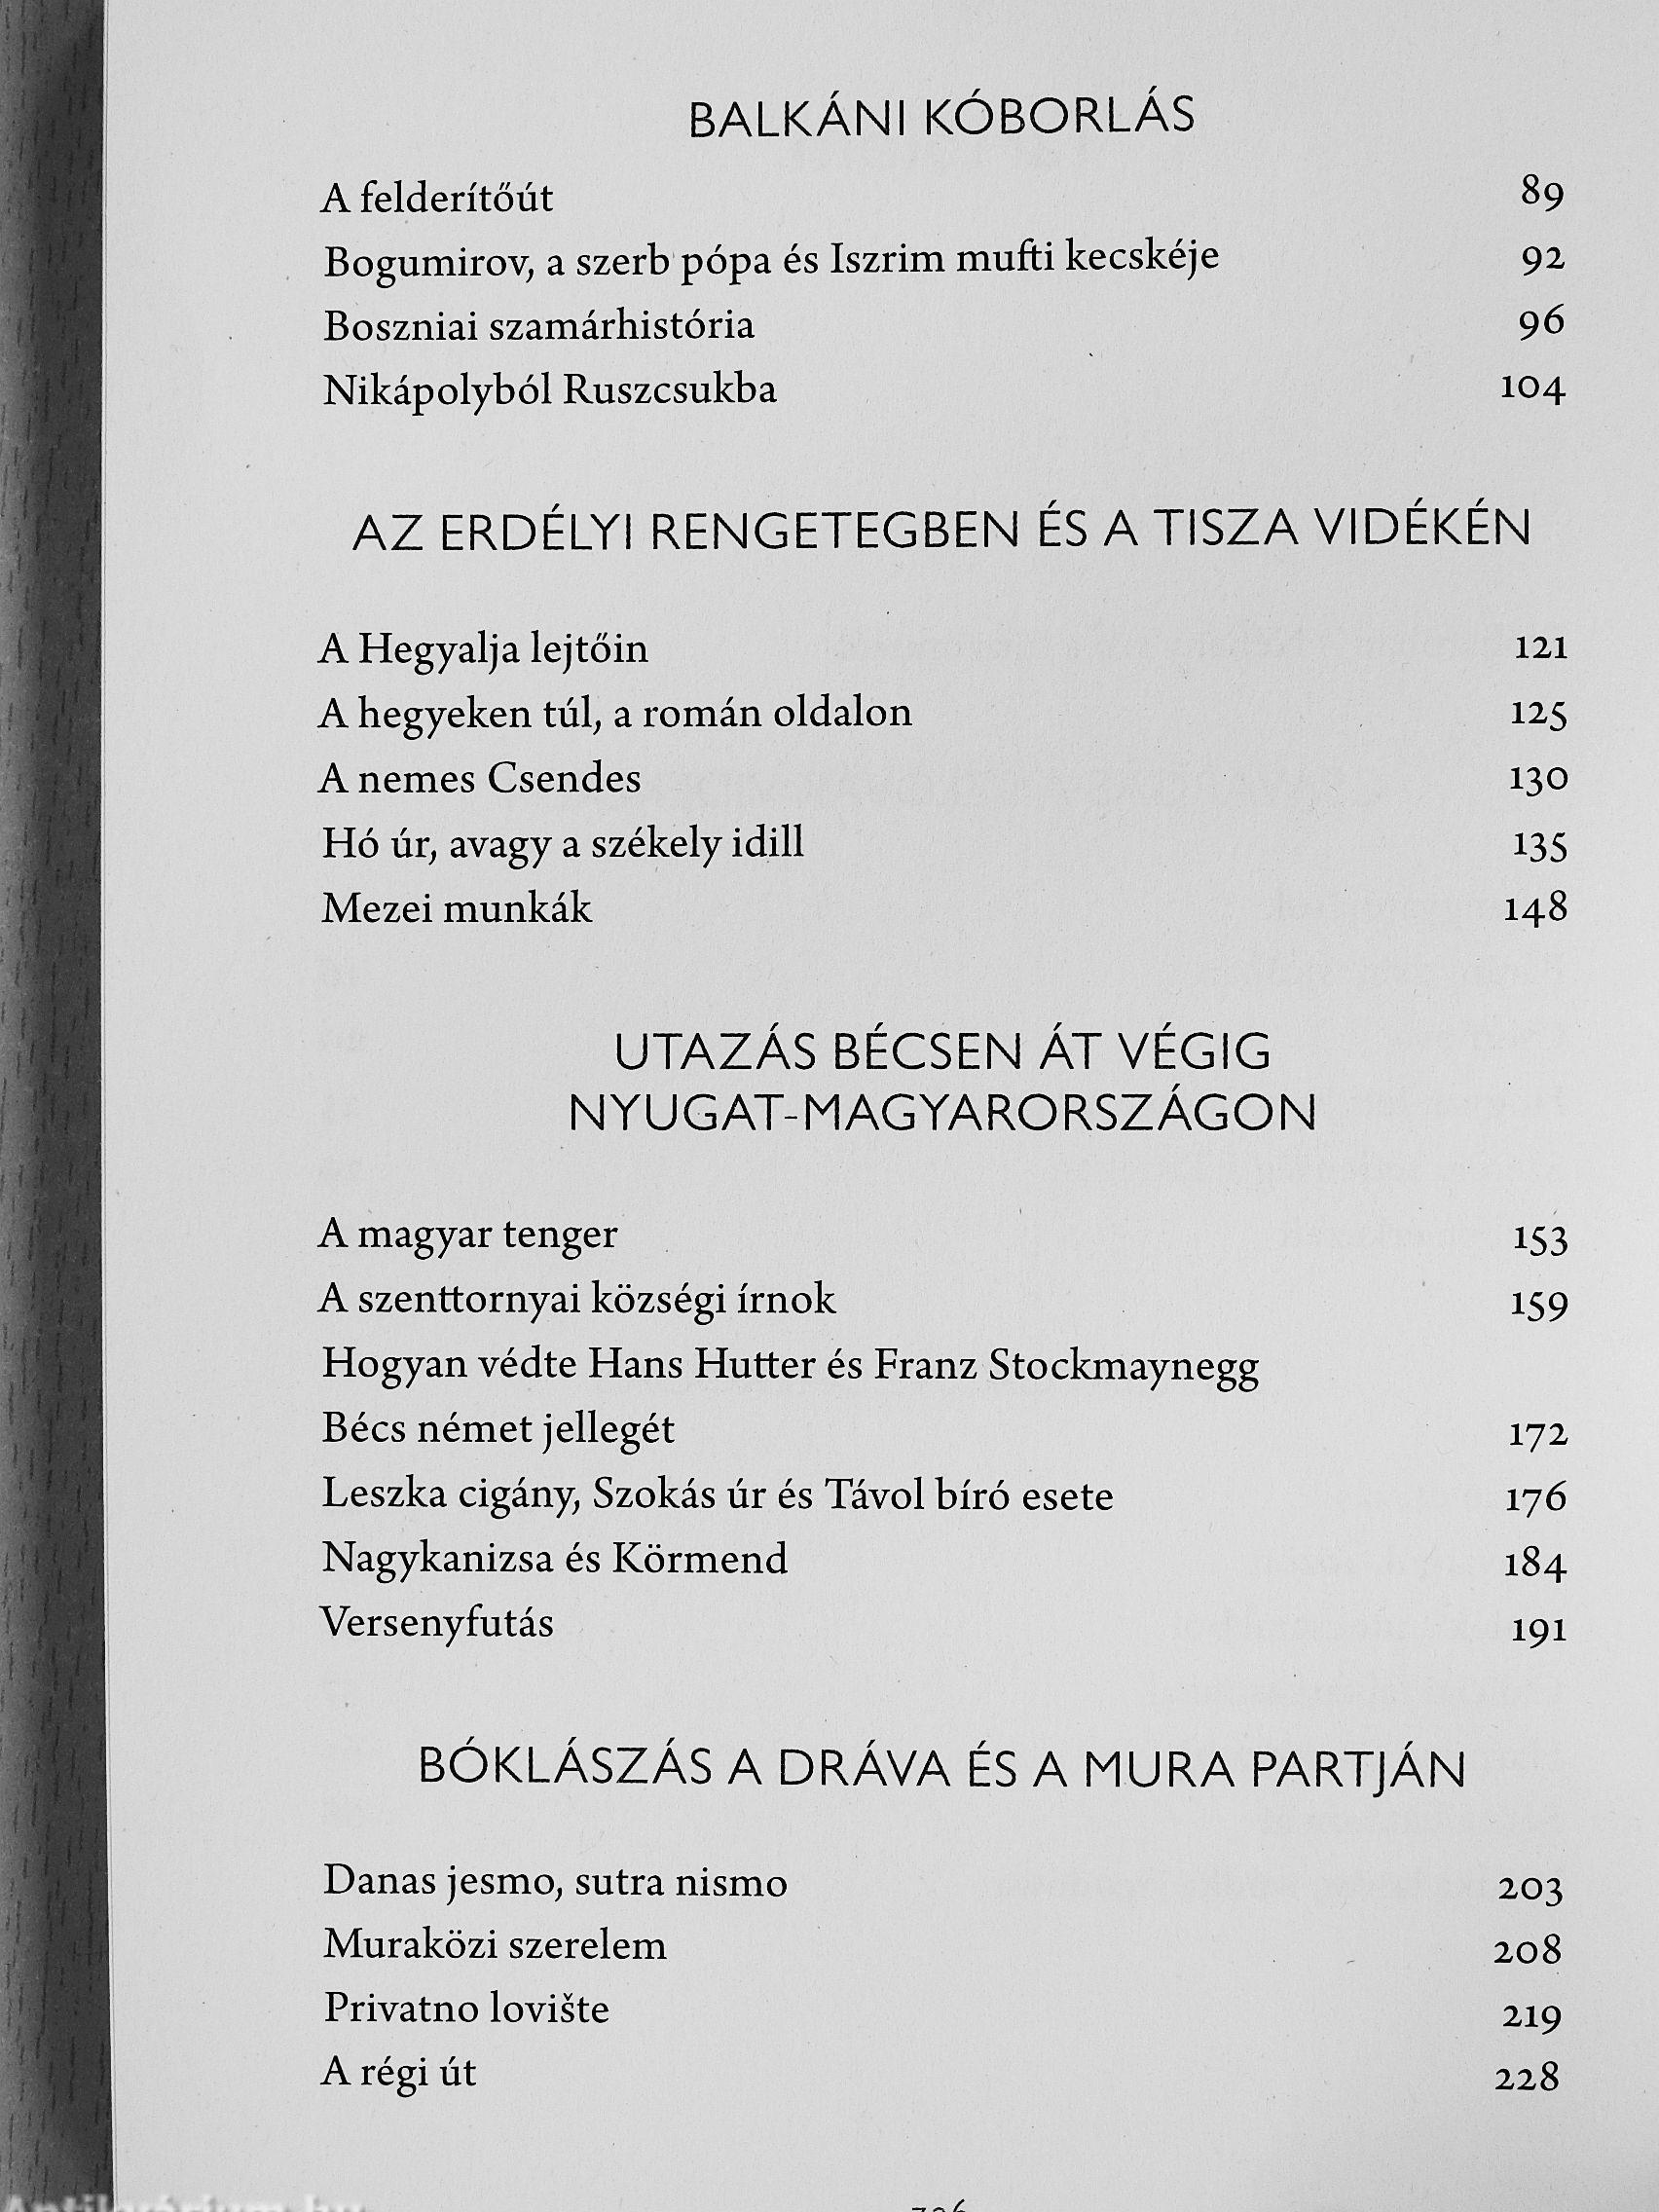 BALKÁNI KÓBORLÁS
A felderítőút 89
Bogumirov, a szerb pópa és Iszrim mufti kecskéje 92
Boszniai szamárhistória 96
Nikápolyból Ruszcsukba 104
AZ ERDÉLYI RENGETEGBEN ÉS A TISZA VIDÉKÉN
A Hegyalja lejtőin 121
A hegyeken túl, a román oldalon 125
A nemes Csendes 130
Hó úr, avagy a székely idill 135
Mezei munkák 148
UTAZÁS BÉCSEN ÁT VÉGIG
NYUGAT-MAGYARORSZÁGON
A magyar tenger 153
A szenttornyai községi írnok 159
Hogyan védte Hans Hutter és Franz Stockmaynegg
Bécs német jellegét 172
Leszka cigány, Szokás úr és Távol bíró esete 176
Nagykanizsa és Körmend 184
Versenyfutás 191
BÓKLÁSZÁS A DRÁVA ÉS A MURA PARTJÁN
Danas jesmo, sutra nismo 203
Muraközi szerelem 208
Privatno lovište 219
A régi út 228